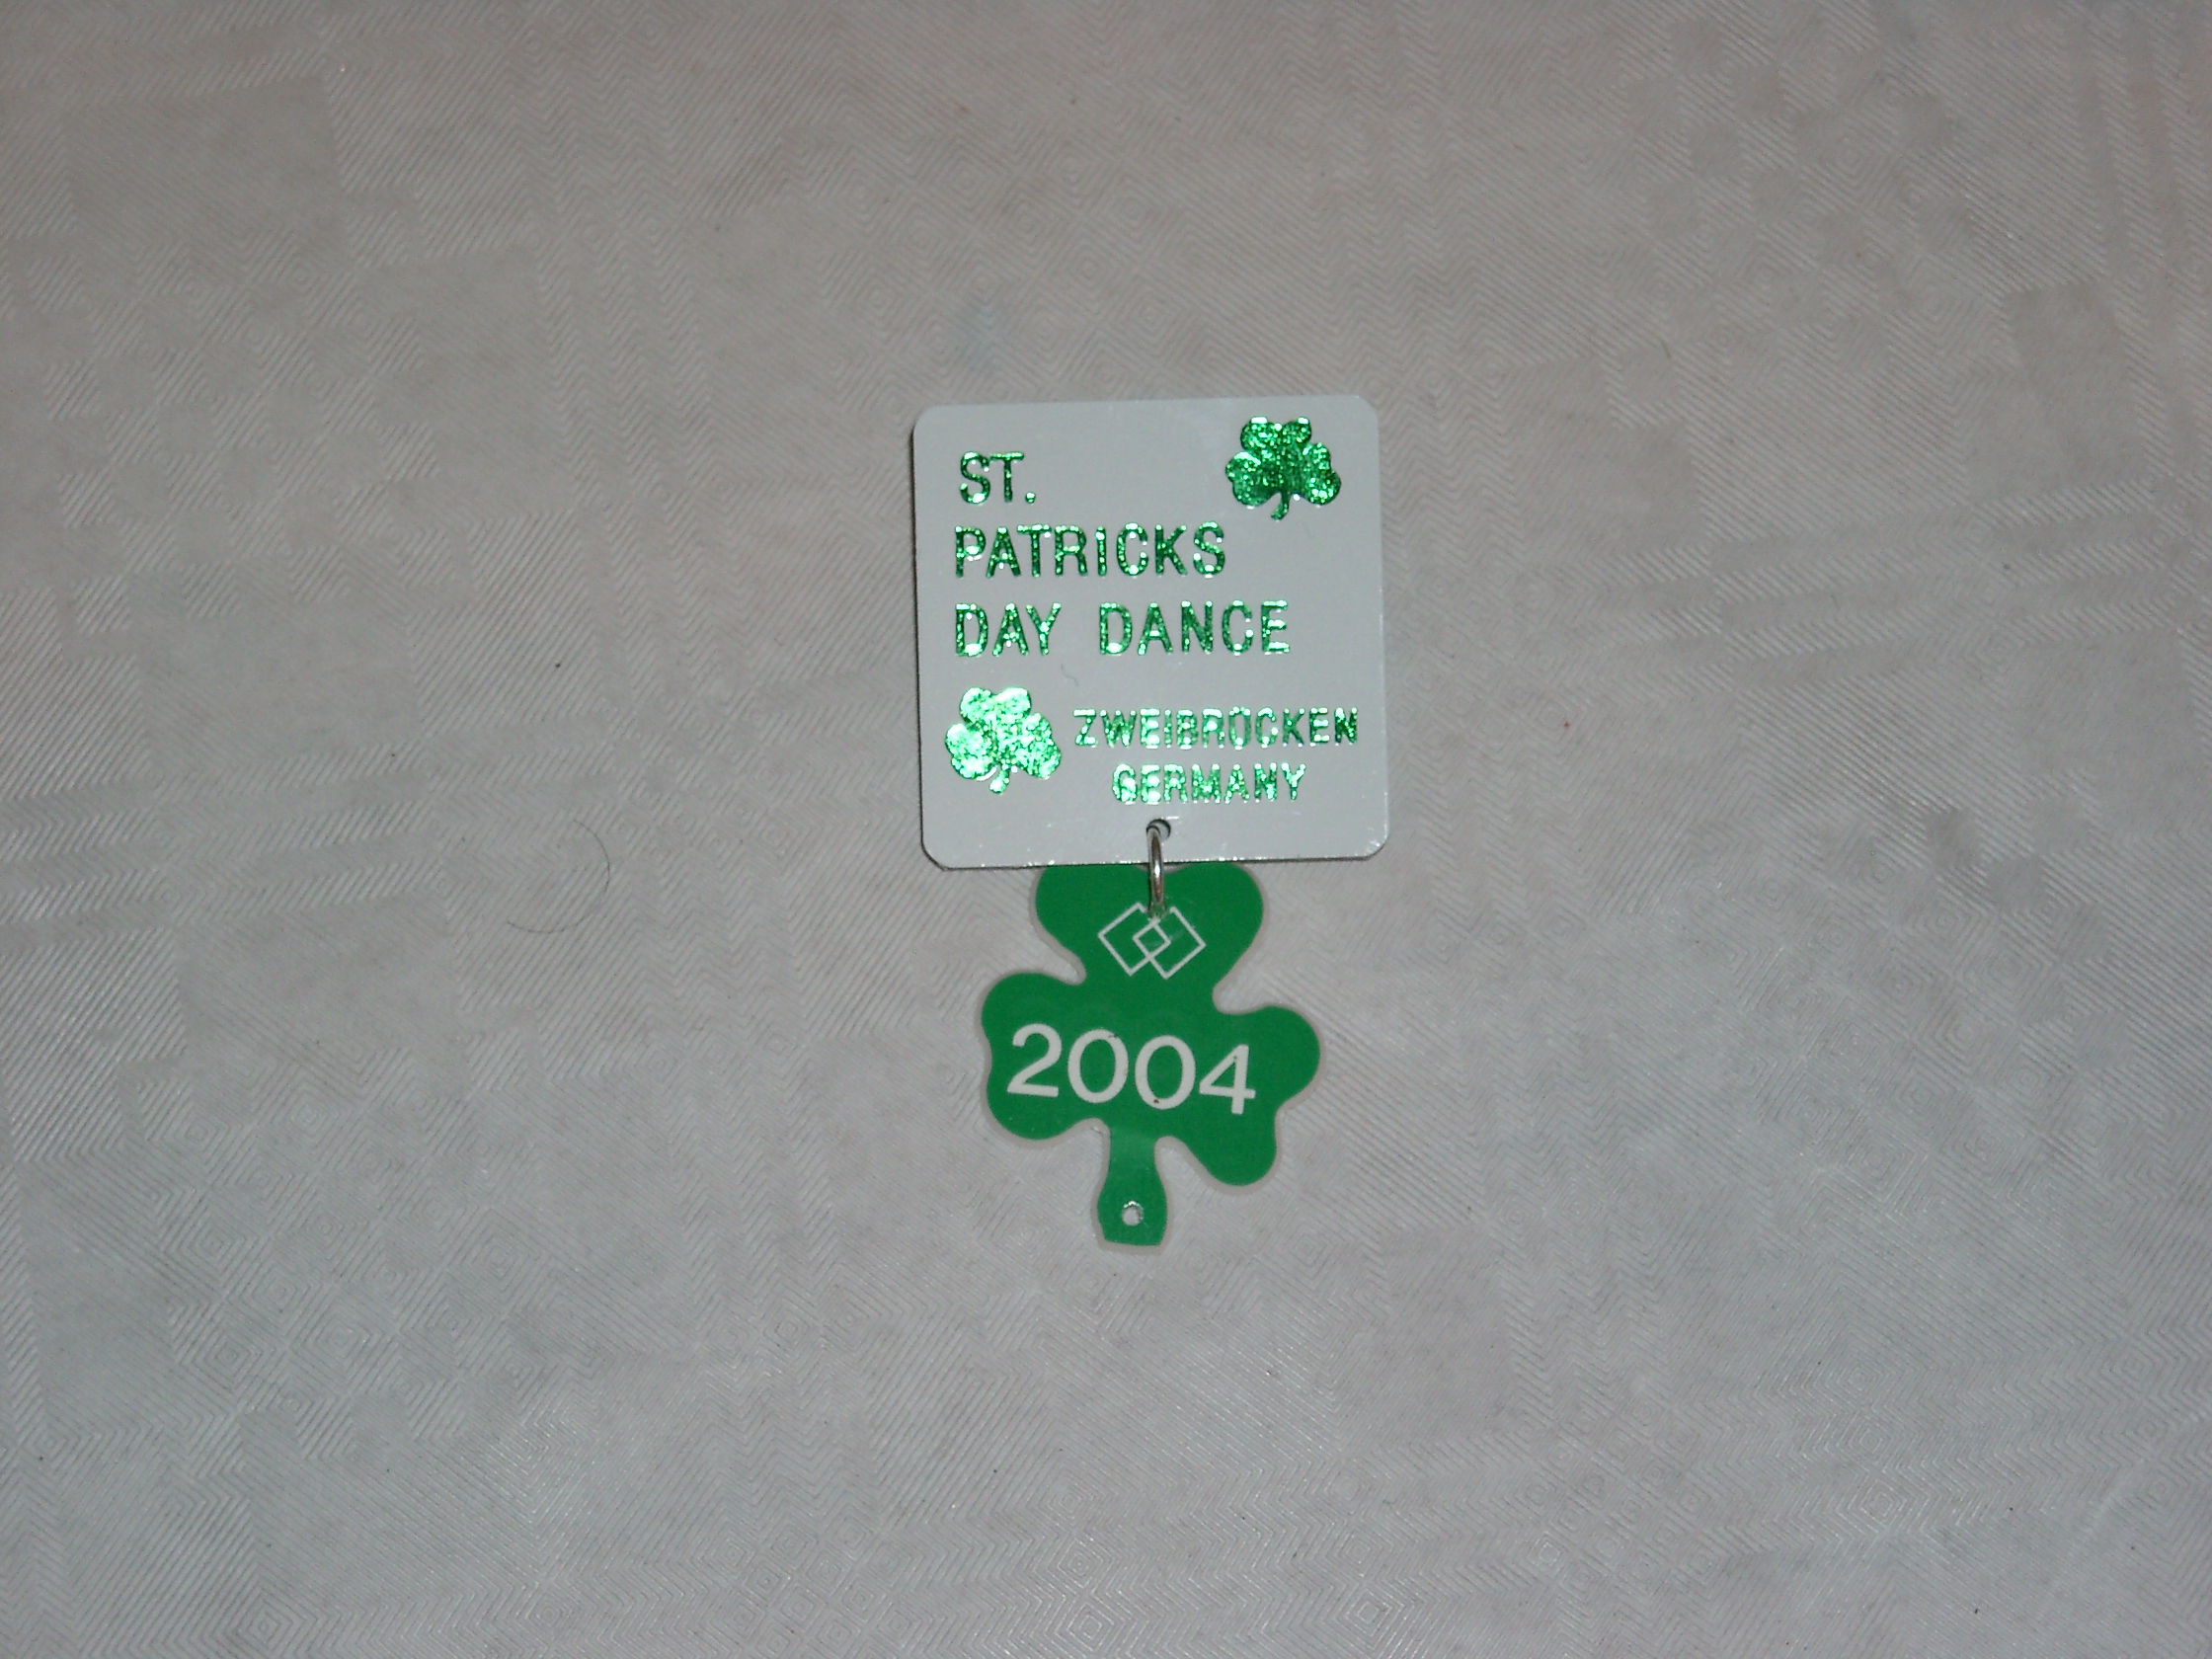 ST.
PATRICKS
DAY DANCE
ZWEIBRÜCKEN
GERMANY
2004